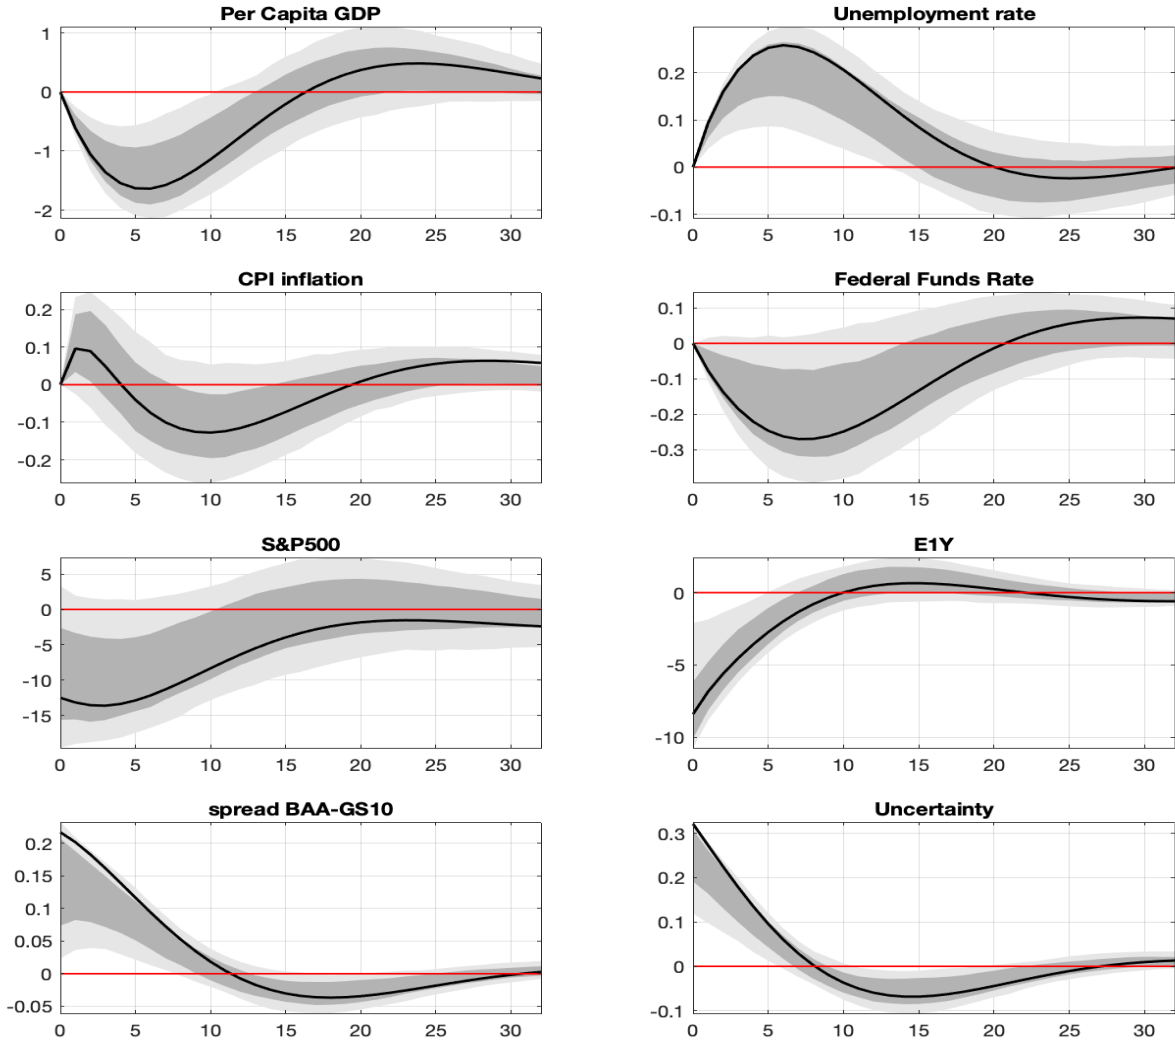 Per Capita GDP
1
0
-1
-2
0 5 10 15 20 25 30
Unemployment rate
0.2
0.1
0
-0.1
0 5 10 15 20 25 30
CPI inflation
0.2
0.1
0
-0.1
-0.2
0 5 10 15 20 25 30
Federal Funds Rate
0.1
0
-0.1
-0.2
-0.3
0 5 10 15 20 25 30
S&P500
5
0
-5
-10
-15
0 5 10 15 20 25 30
E1Y
0
-5
-10
0 5 10 15 20 25 30
spread BAA-GS10
0.2
0.15
0.1
0.05
0
-0.05
0 5 10 15 20 25 30
Uncertainty
0.3
0.2
0.1
0
-0.1
0 5 10 15 20 25 30